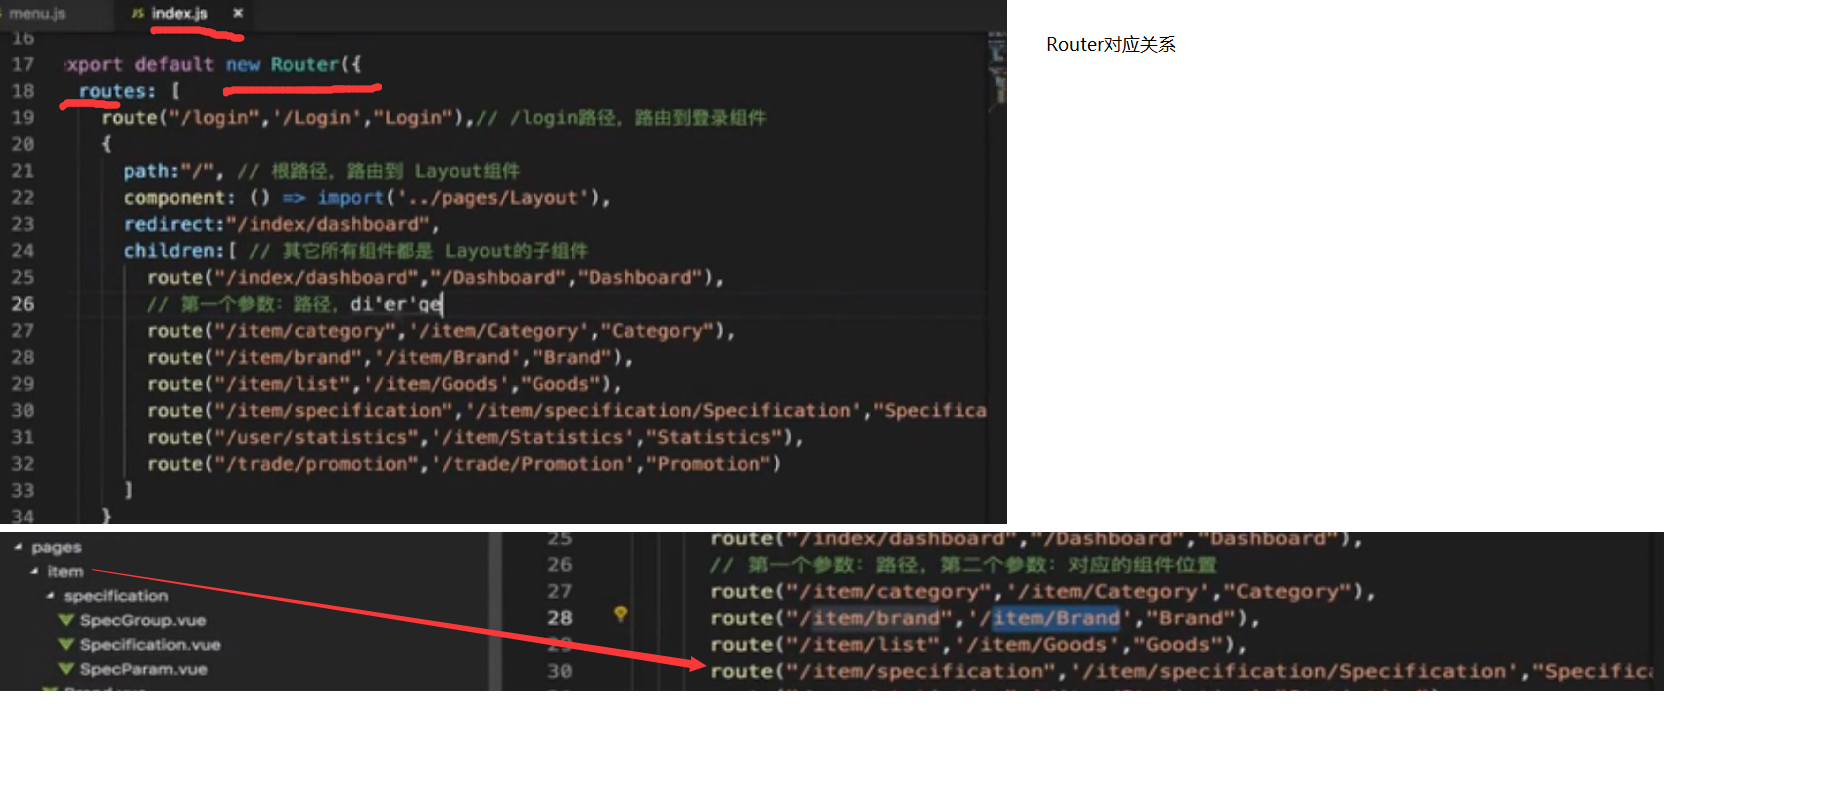 menu.js
JS index.js ×
Router对应关系
16
17 xport default new Router({
18 routes: [
19 route("/login",'/Login',"Login"),// /login路径，路由到登录组件
20 {
21 path:"/", // 根路径，路由到 Layout组件
22 component: () => import('../pages/Layout'),
23 redirect:"/index/dashboard",
24 children:[ // 其它所有组件都是 Layout的子组件
25 route("/index/dashboard","/Dashboard","Dashboard"),
26 // 第一个参数：路径，di'er'ge
27 route("/item/category",'/item/Category',"Category"),
28 route("/item/brand",'/item/Brand',"Brand"),
29 route("/item/list",'/item/Goods',"Goods"),
30 route("/item/specification",'/item/specification/Specification',"Specifica
31 route("/user/statistics",'/item/Statistics',"Statistics"),
32 route("/trade/promotion",'/trade/Promotion',"Promotion")
33 ]
34 }
pages
item
specification
SpecGroup.vue
Specification.vue
SpecParam.vue
Brand.vue
25 route("/index/dashboard","/Dashboard","Dashboard"),
26 // 第一个参数：路径，第二个参数：对应的组件位置
27 route("/item/category",'/item/Category',"Category"),
28 route("/item/brand",'/item/Brand',"Brand"),
29 route("/item/list",'/item/Goods',"Goods"),
30 route("/item/specification",'/item/specification/Specification',"Specific